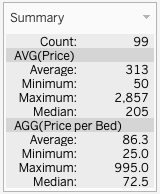 Summary
Count: 99
AVG(Price)
Average: 313
Minimum: 50
Maximum: 2,857
Median: 205
AGG(Price per Bed)
Average: 86.3
Minimum: 25.0
Maximum: 995.0
Median: 72.5